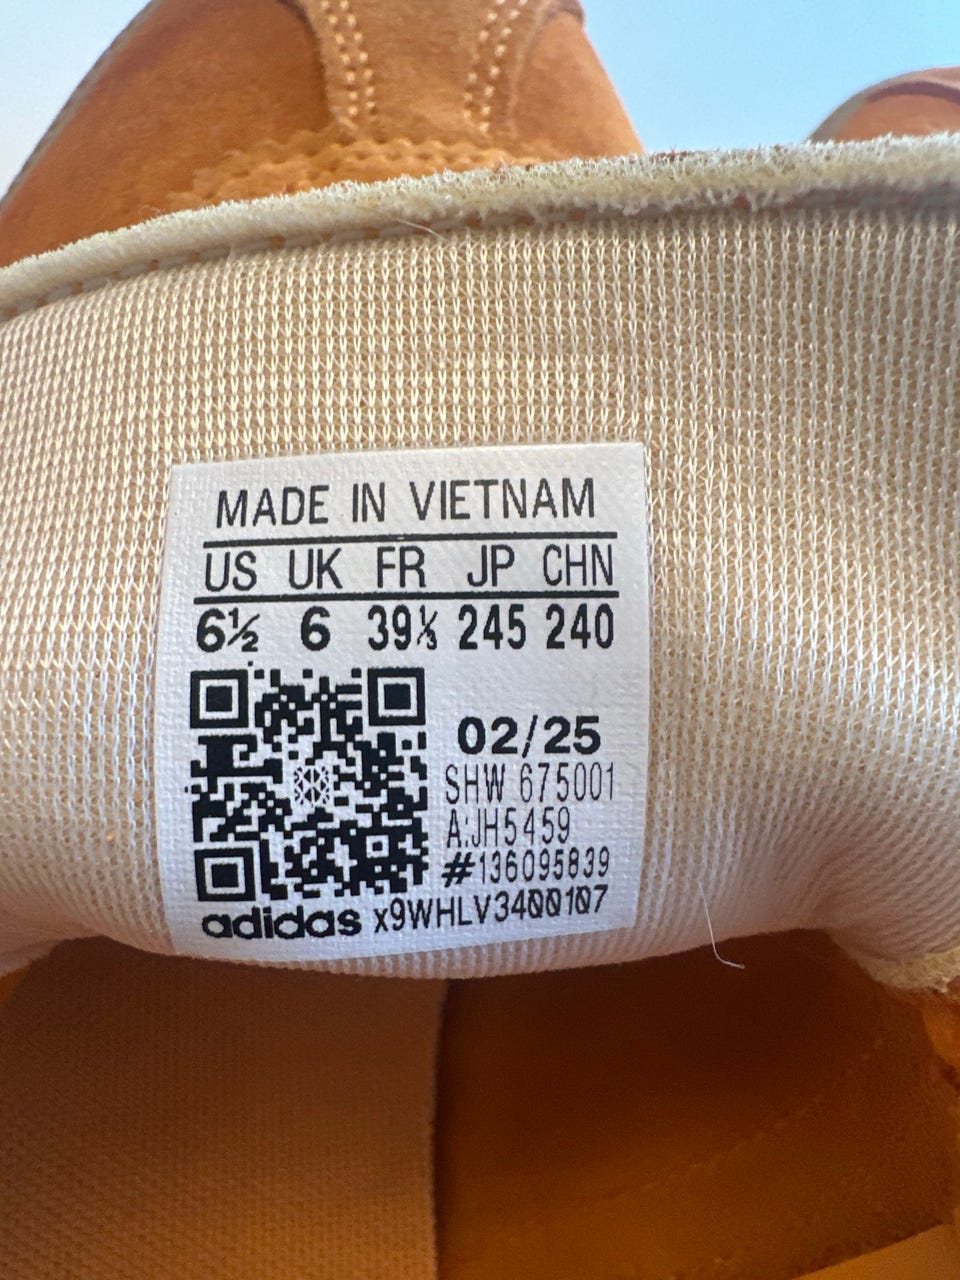 MADE IN VIETNAM
US UK FR JP CHN
6½ 6 39⅓ 245 240
02/25
SHW 675001
A:JH5459
#136095839
adidas x9WHLV3400107